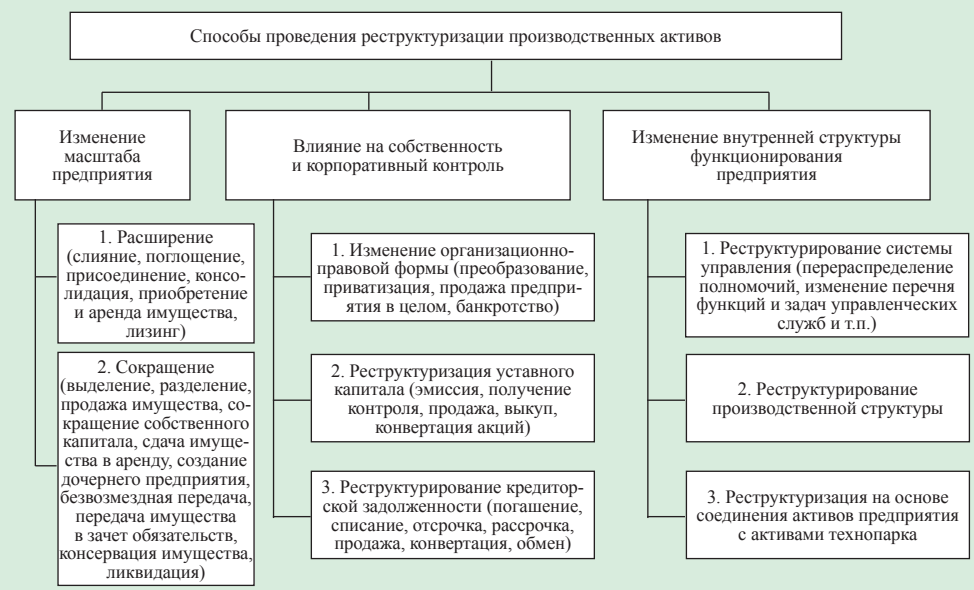 Способы проведения реструктуризации производственных активов
Изменение
масштаба
предприятия
1. Расширение
(слияние, поглощение,
присоединение, консо-
лидация, приобретение
и аренда имущества,
лизинг)
2. Сокращение
(выделение, разделение,
продажа имущества, со-
кращение собственного
капитала, сдача имуще-
ства в аренду, создание
дочернего предприятия,
безвозмездная передача,
передача имущества
в зачет обязательств,
консервация имущества,
ликвидация)
Влияние на собственность
и корпоративный контроль
1. Изменение организационно-
правовой формы (преобразование,
приватизация, продажа предпри-
ятия в целом, банкротство)
2. Реструктуризация уставного
капитала (эмиссия, получение
контроля, продажа, выкуп,
конвертация акций)
3. Реструктурирование кредитор-
ской задолженности (погашение,
списание, отсрочка, рассрочка,
продажа, конвертация, обмен)
Изменение внутренней структуры
функционирования
предприятия
1. Реструктурирование системы
управления (перераспределение
полномочий, изменение перечня
функций и задач управленческих
служб и т.п.)
2. Реструктурирование
производственной структуры
3. Реструктуризация на основе
соединения активов предприятия
с активами технопарка